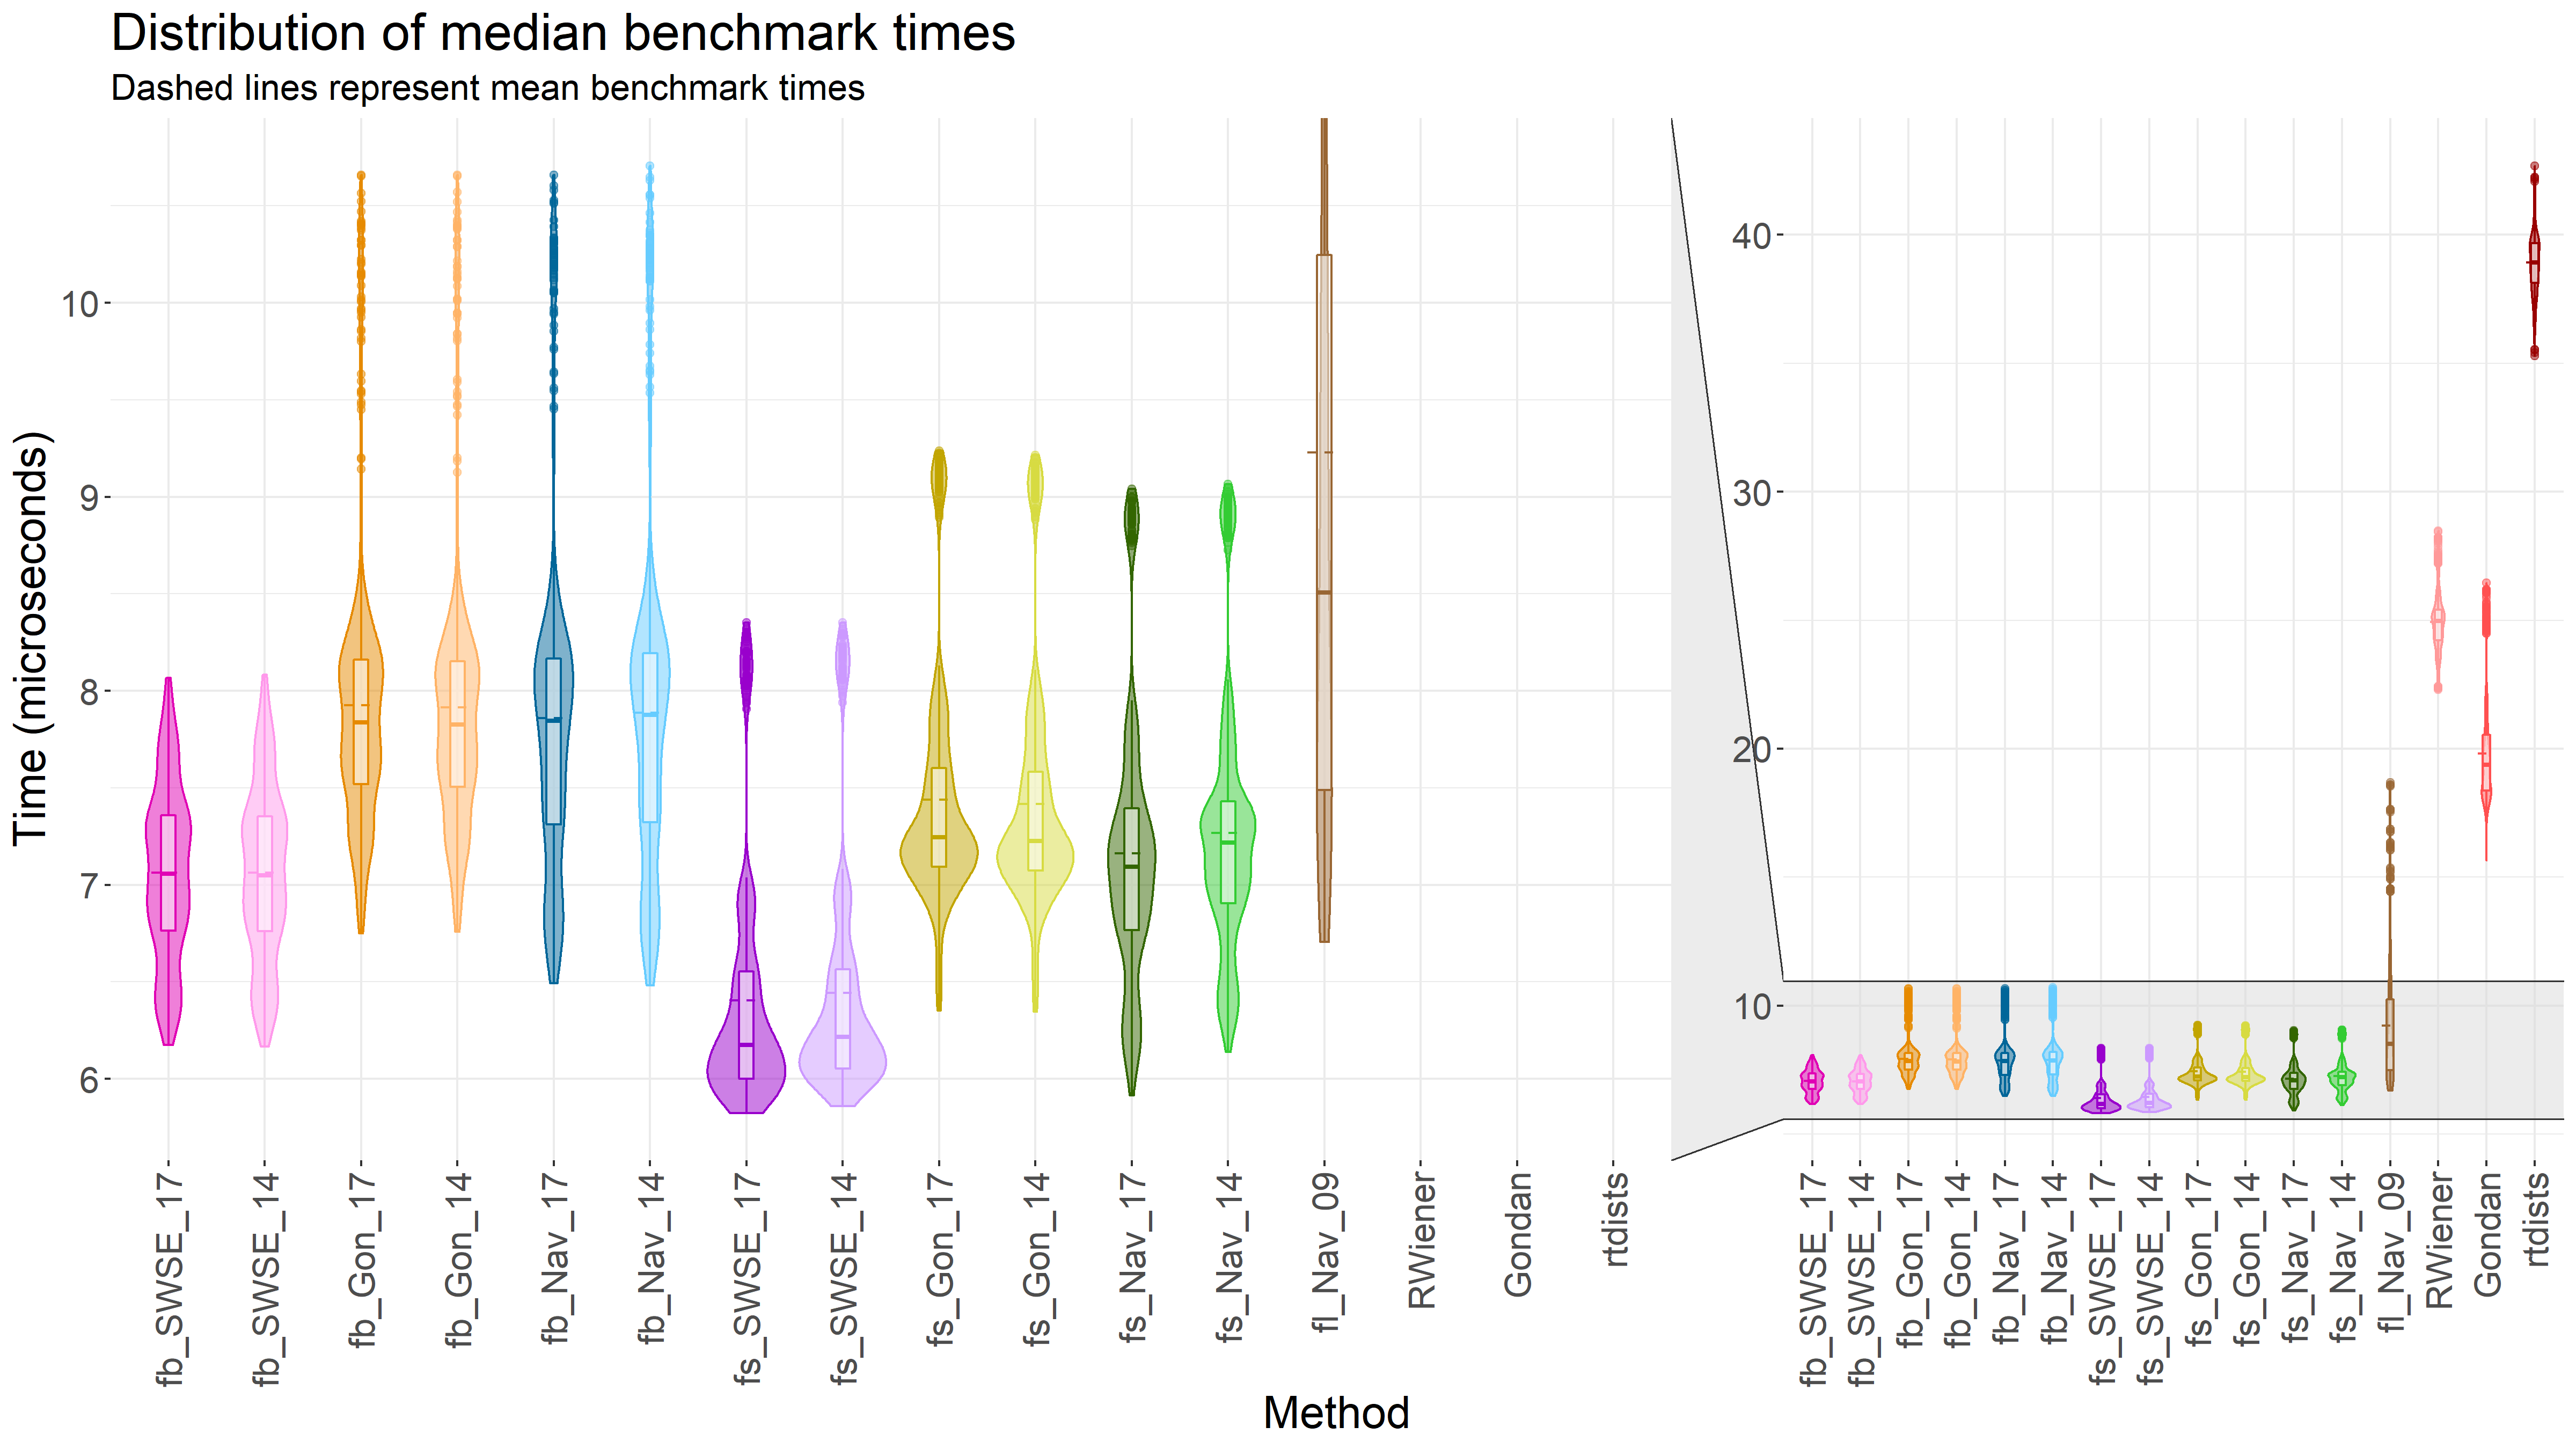 Distribution of median benchmark times
Dashed lines represent mean benchmark times
Time (microseconds)
10
9
8
7
6
40
30
20
10
fb_SWSE_17
fb_SWSE_14
fb_Gon_17
fb_Gon_14
fb_Nav_17
fb_Nav_14
fs_SWSE_17
fs_SWSE_14
fs_Gon_17
fs_Gon_14
fs_Nav_17
fs_Nav_14
fl_Nav_09
RWiener
Gondan
rtdists
fb_SWSE_17
fb_SWSE_14
fb_Gon_17
fb_Gon_14
fb_Nav_17
fb_Nav_14
fs_SWSE_17
fs_SWSE_14
fs_Gon_17
fs_Gon_14
fs_Nav_17
fs_Nav_14
fl_Nav_09
RWiener
Gondan
rtdists
Method